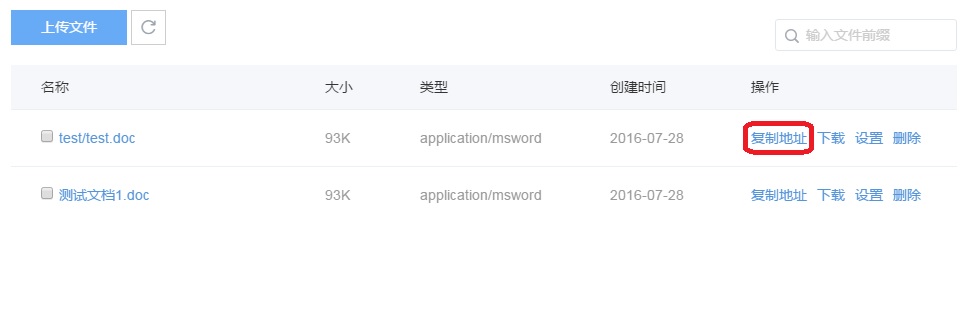 上传文件
输入文件前缀
名称 大小 类型 创建时间 操作
test/test.doc 93K application/msword 2016-07-28 复制地址 下载 设置 删除
测试文档1.doc 93K application/msword 2016-07-28 复制地址 下载 设置 删除